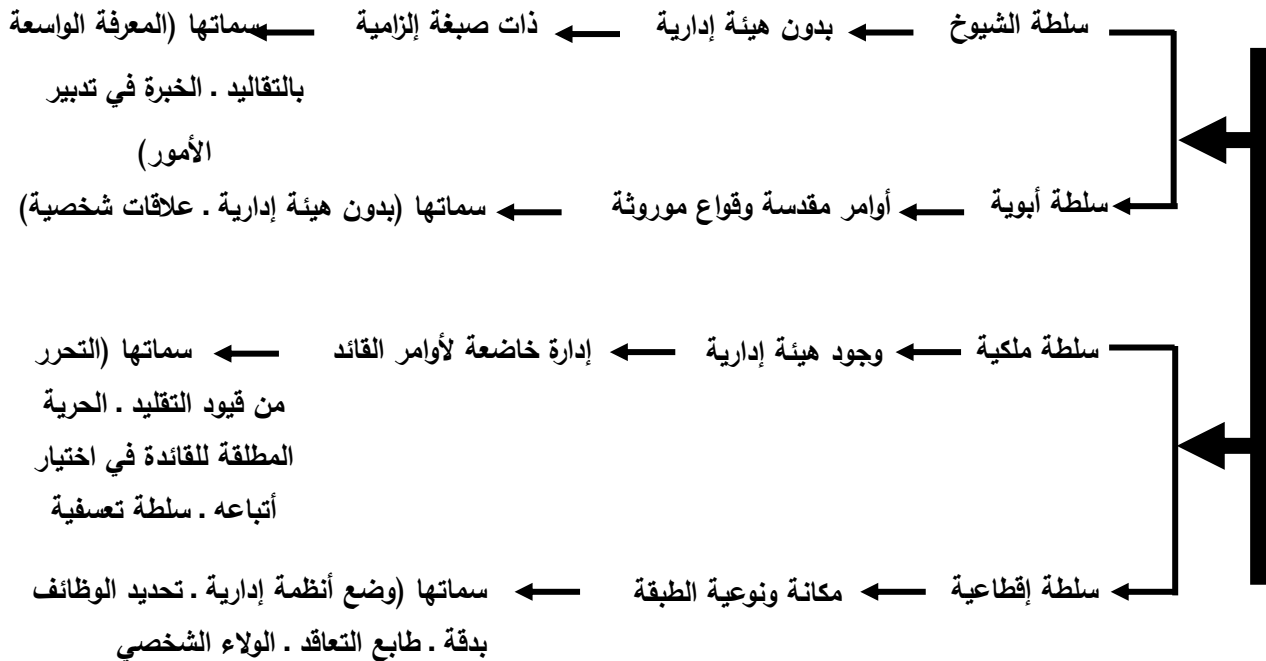 سلطة الشيوخ بدون هيئة إدارية ذات صبغة إلزامية سماتها (المعرفة الواسعة
بالتقاليد . الخبرة في تدبير
الأمور)
سلطة أبوية أوامر مقدسة وقواع موروثة سماتها (بدون هيئة إدارية . علاقات شخصية)
سلطة ملكية وجود هيئة إدارية إدارة خاضعة لأوامر القائد سماتها (التحرر
من قيود التقليد . الحرية
المطلقة للقائدة في اختيار
أتباعه . سلطة تعسفية
سلطة إقطاعية مكانة ونوعية الطبقة سماتها (وضع أنظمة إدارية . تحديد الوظائف
بدقة . طابع التعاقد . الولاء الشخصي